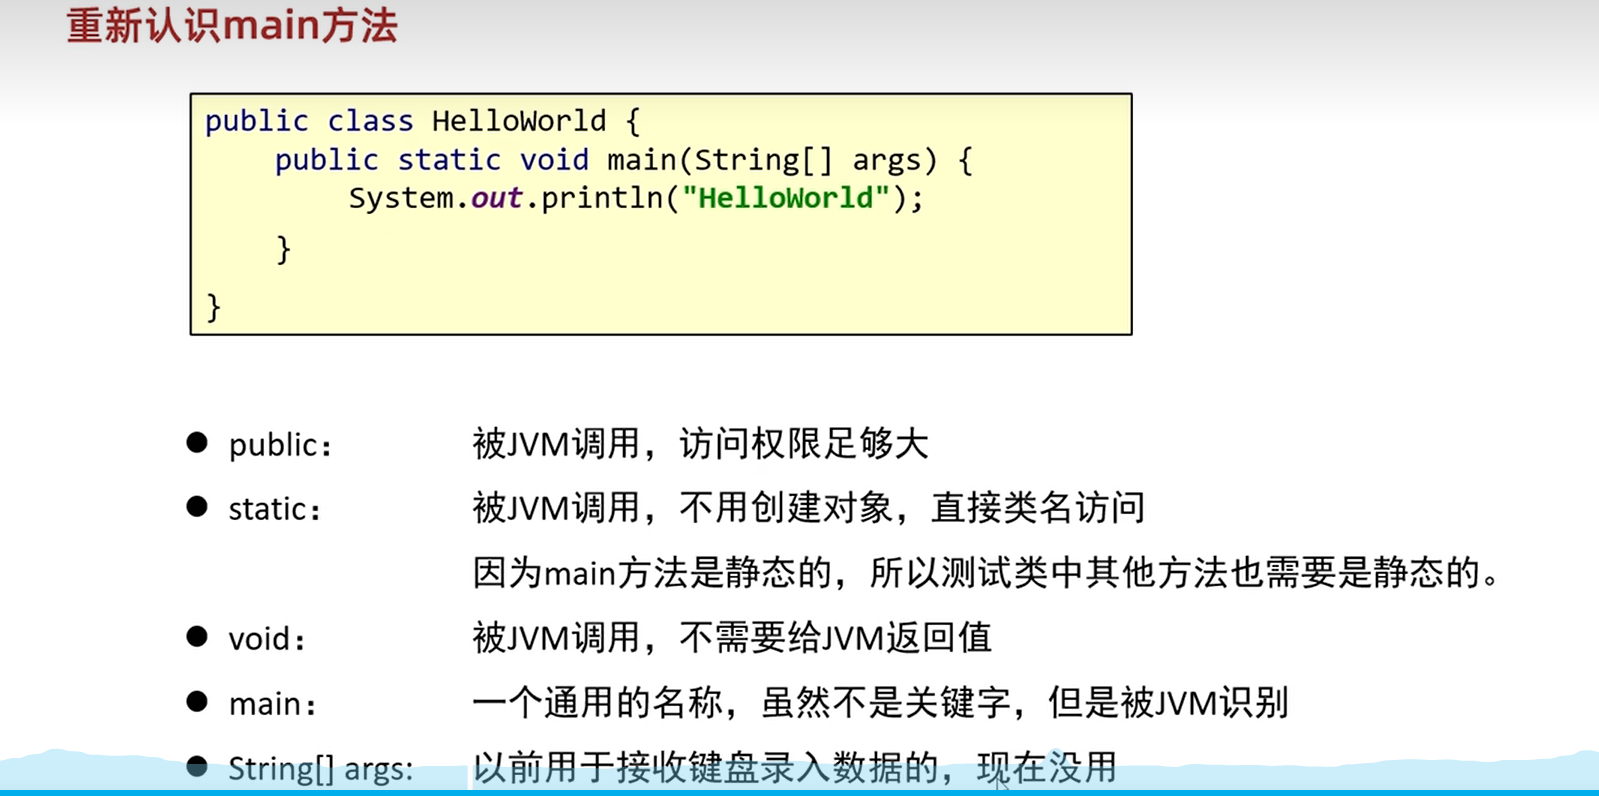 重新认识main方法
public class HelloWorld {
public static void main(String[] args) {
System.out.println("HelloWorld");
}
}
● public： 被JVM调用，访问权限足够大
● static： 被JVM调用，不用创建对象，直接类名访问
因为main方法是静态的，所以测试类中其他方法也需要是静态的。
● void： 被JVM调用，不需要给JVM返回值
● main： 一个通用的名称，虽然不是关键字，但是被JVM识别
● String[] args: 以前用于接收键盘录入数据的，现在没用